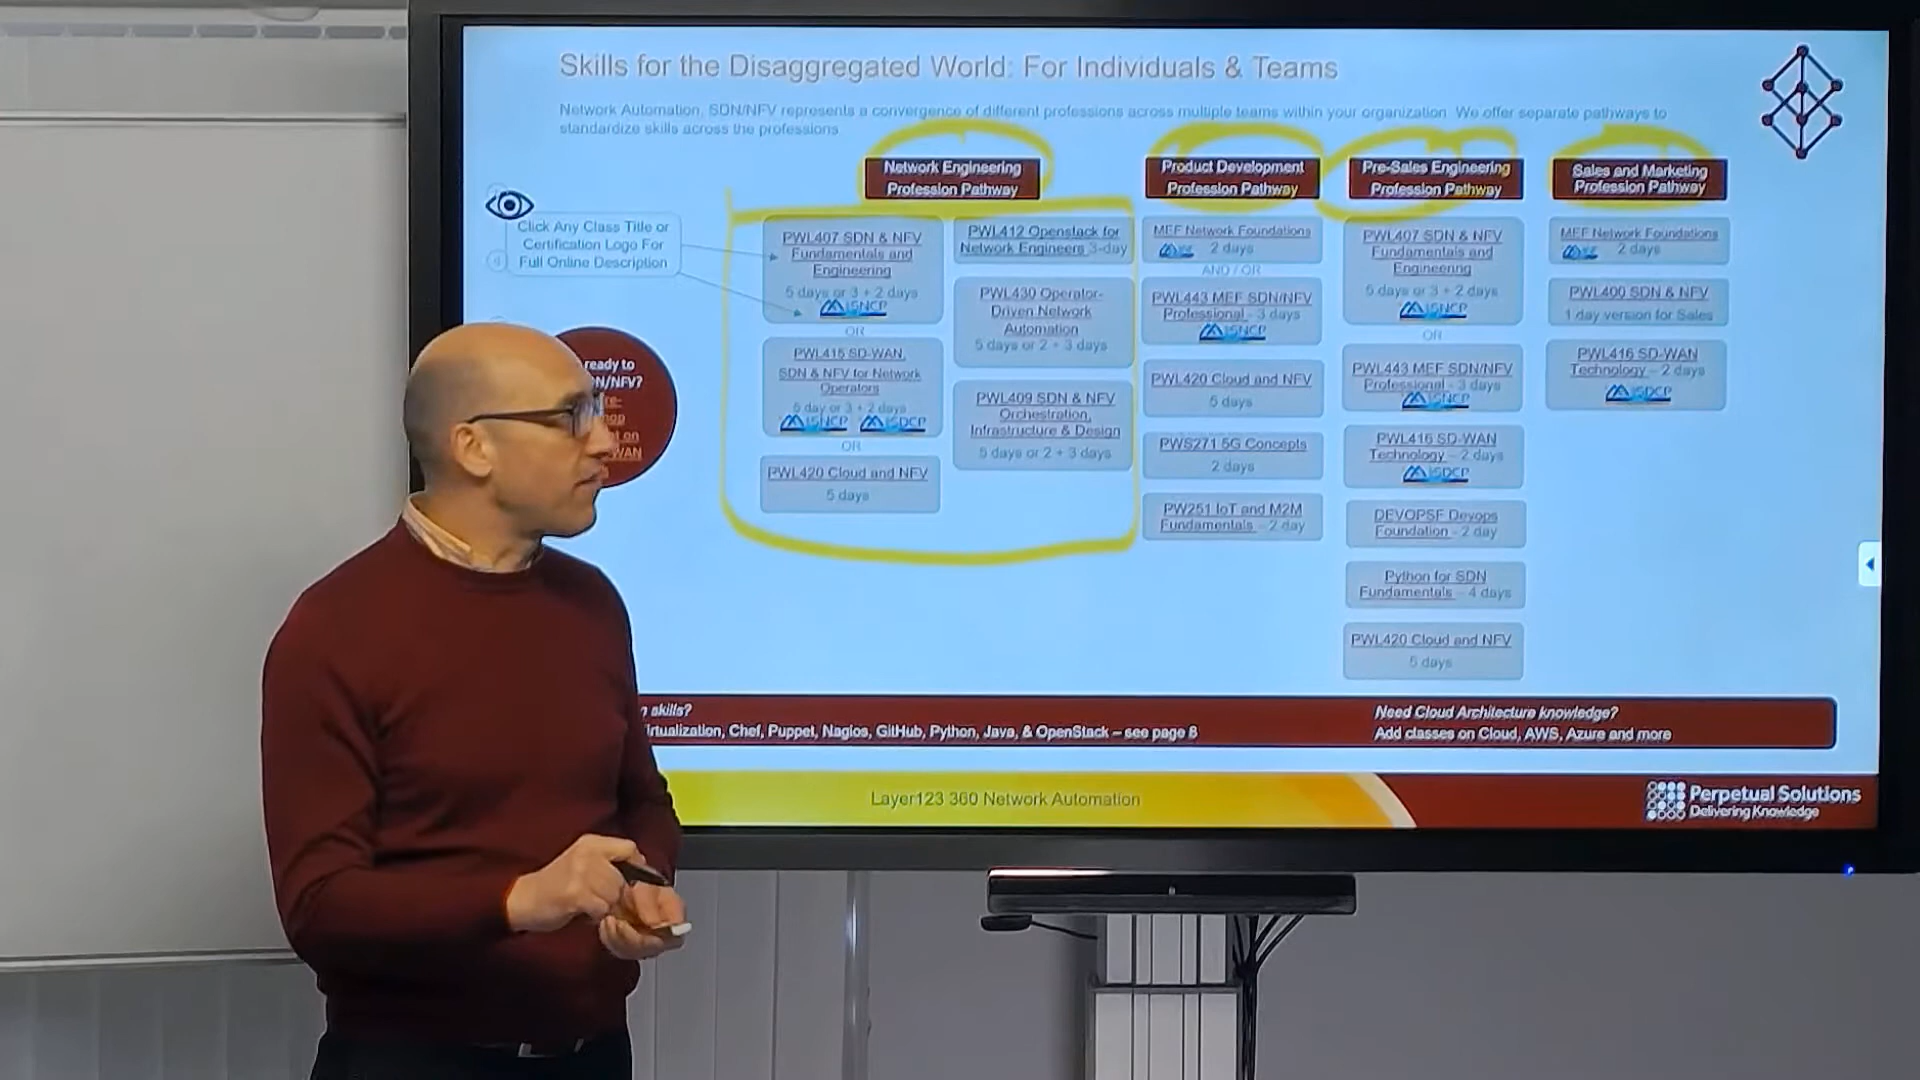 Skills for the Disaggregated World: For Individuals & Teams
Network Automation, SDN/NFV represents a convergence of different professions across multiple teams within your organization. We offer separate pathways to
standardize skills across the professions
Network Engineering
Profession Pathway
Click Any Class Title or
Certification Logo For
Full Online Description
PWL407 SDN & NFV
Fundamentals and
Engineering
5 days or 3 + 2 days
iSNCP
OR
PWL415 SD-WAN,
SDN & NFV for Network
Operators
5 day or 3 + 2 days
iSNCP iSDCP
OR
PWL420 Cloud and NFV
5 days
PWL412 Openstack for
Network Engineers 3-day
PWL430 Operator-
Driven Network
Automation
5 days or 2 + 3 days
PWL409 SDN & NFV
Orchestration,
Infrastructure & Design
5 days or 2 + 3 days
Product Development
Profession Pathway
MEF Network Foundations
2 days
AND / OR
PWL443 MEF SDN/NFV
Professional - 3 days
iSNCP
PWL420 Cloud and NFV
5 days
PWS271 5G Concepts
2 days
PW251 IoT and M2M
Fundamentals - 2 day
Pre-Sales Engineering
Profession Pathway
PWL407 SDN & NFV
Fundamentals and
Engineering
5 days or 3 + 2 days
iSNCP
OR
PWL443 MEF SDN/NFV
Professional - 3 days
iSNCP
PWL416 SD-WAN
Technology - 2 days
iSDCP
DEVOPSF Devops
Foundation - 2 day
Python for SDN
Fundamentals - 4 days
PWL420 Cloud and NFV
5 days
Sales and Marketing
Profession Pathway
MEF Network Foundations
2 days
PWL400 SDN & NFV
1 day version for Sales
PWL416 SD-WAN
Technology - 2 days
iSDCP
ready to
skills?
Chef, Puppet, Nagios, GitHub, Python, Java, & OpenStack – see page 8
Need Cloud Architecture knowledge?
Add classes on Cloud, AWS, Azure and more
Layer123 360 Network Automation
Perpetual Solutions
Delivering Knowledge